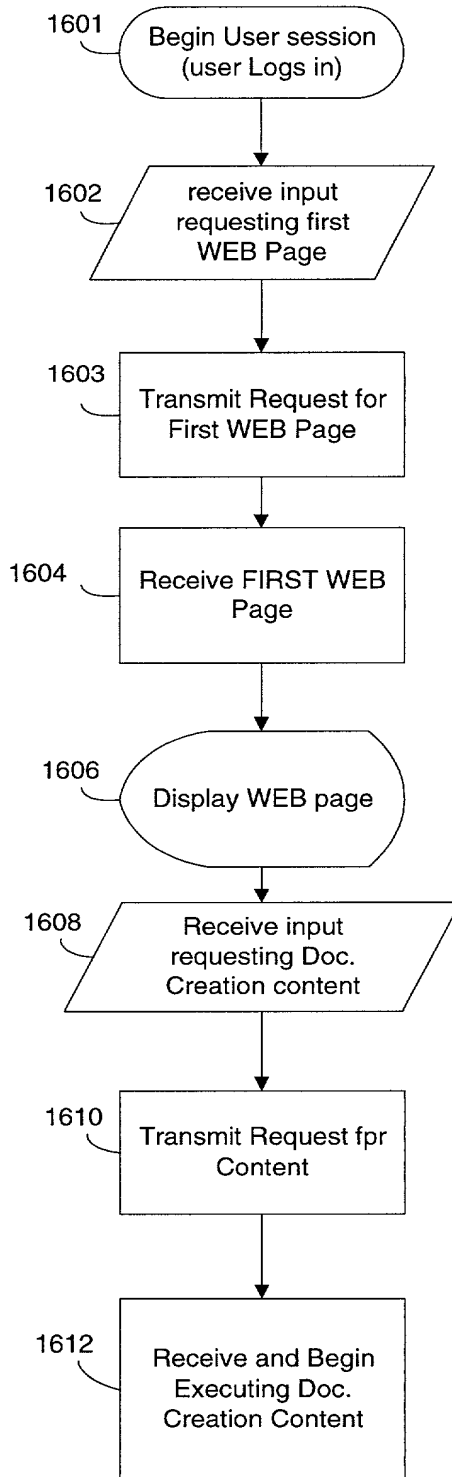 1601
Begin User session
(user Logs in)
1602
receive input
requesting first
WEB Page
1603
Transmit Request for
First WEB Page
1604
Receive FIRST WEB
Page
1606
Display WEB page
1608
Receive input
requesting Doc.
Creation content
1610
Transmit Request fpr
Content
1612
Receive and Begin
Executing Doc.
Creation Content